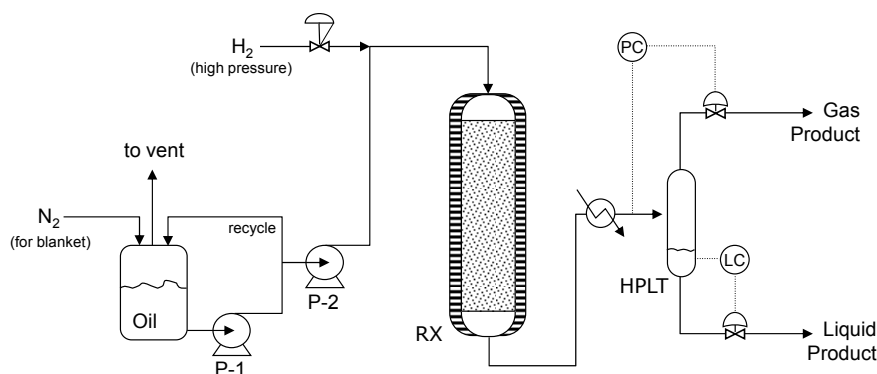 H₂
(high pressure)
PC
Gas
Product
to vent
N₂
(for blanket)
recycle
P-2
Oil
P-1
RX
HPLT
LC
Liquid
Product